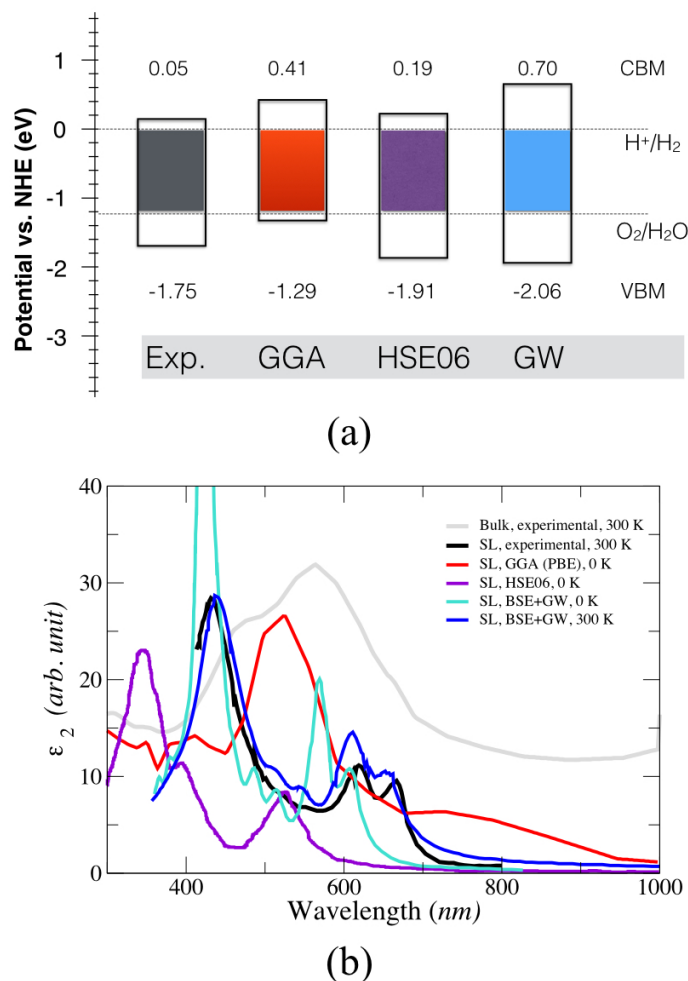 Potential vs. NHE (eV)
1
0
-1
-2
-3
0.05 0.41 0.19 0.70 CBM
H⁺/H₂
O₂/H₂O
-1.75 -1.29 -1.91 -2.06 VBM
Exp. GGA HSE06 GW
(a)
ε₂ (arb. unit)
40
30
20
10
0
Bulk, experimental, 300 K
SL, experimental, 300 K
SL, GGA (PBE), 0 K
SL, HSE06, 0 K
SL, BSE+GW, 0 K
SL, BSE+GW, 300 K
400 600 800 1000
Wavelength (nm)
(b)